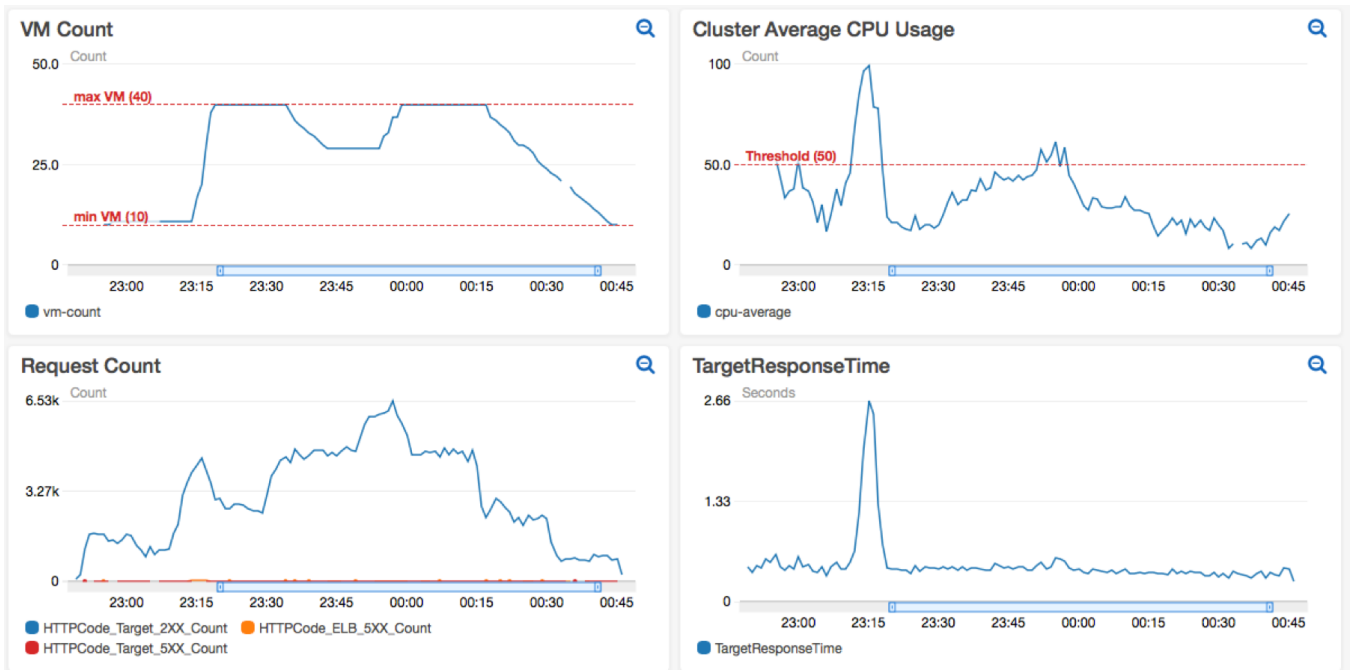 VM Count
Count
50.0
max VM (40)
25.0
min VM (10)
0
23:00 23:15 23:30 23:45 00:00 00:15 00:30 00:45
vm-count
Cluster Average CPU Usage
Count
100
Threshold (50)
50.0
0
23:00 23:15 23:30 23:45 00:00 00:15 00:30 00:45
cpu-average
Request Count
Count
6.53k
3.27k
0
23:00 23:15 23:30 23:45 00:00 00:15 00:30 00:45
HTTPCode_Target_2XX_Count HTTPCode_ELB_5XX_Count
HTTPCode_Target_5XX_Count
TargetResponseTime
Seconds
2.66
1.33
0
23:00 23:15 23:30 23:45 00:00 00:15 00:30 00:45
TargetResponseTime